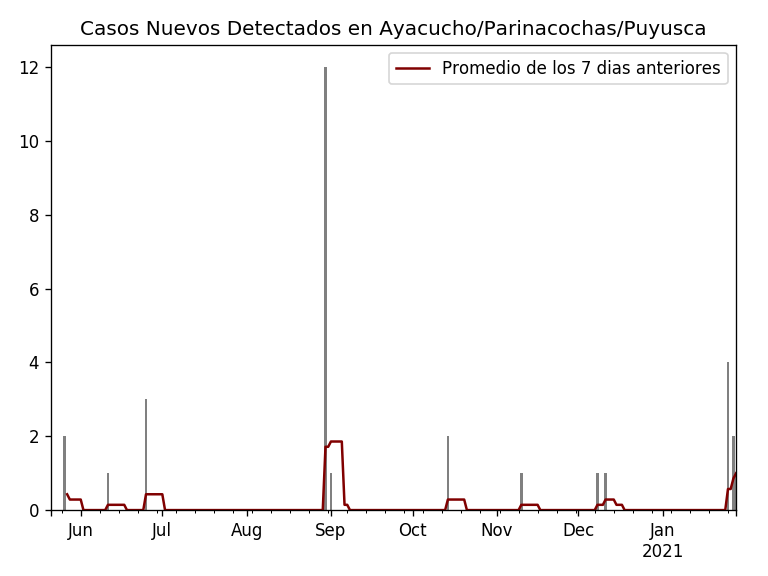 Casos Nuevos Detectados en Ayacucho/Parinacochas/Puyusca
Promedio de los 7 dias anteriores
12
10
8
6
4
2
0
Jun Jul Aug Sep Oct Nov Dec Jan
2021